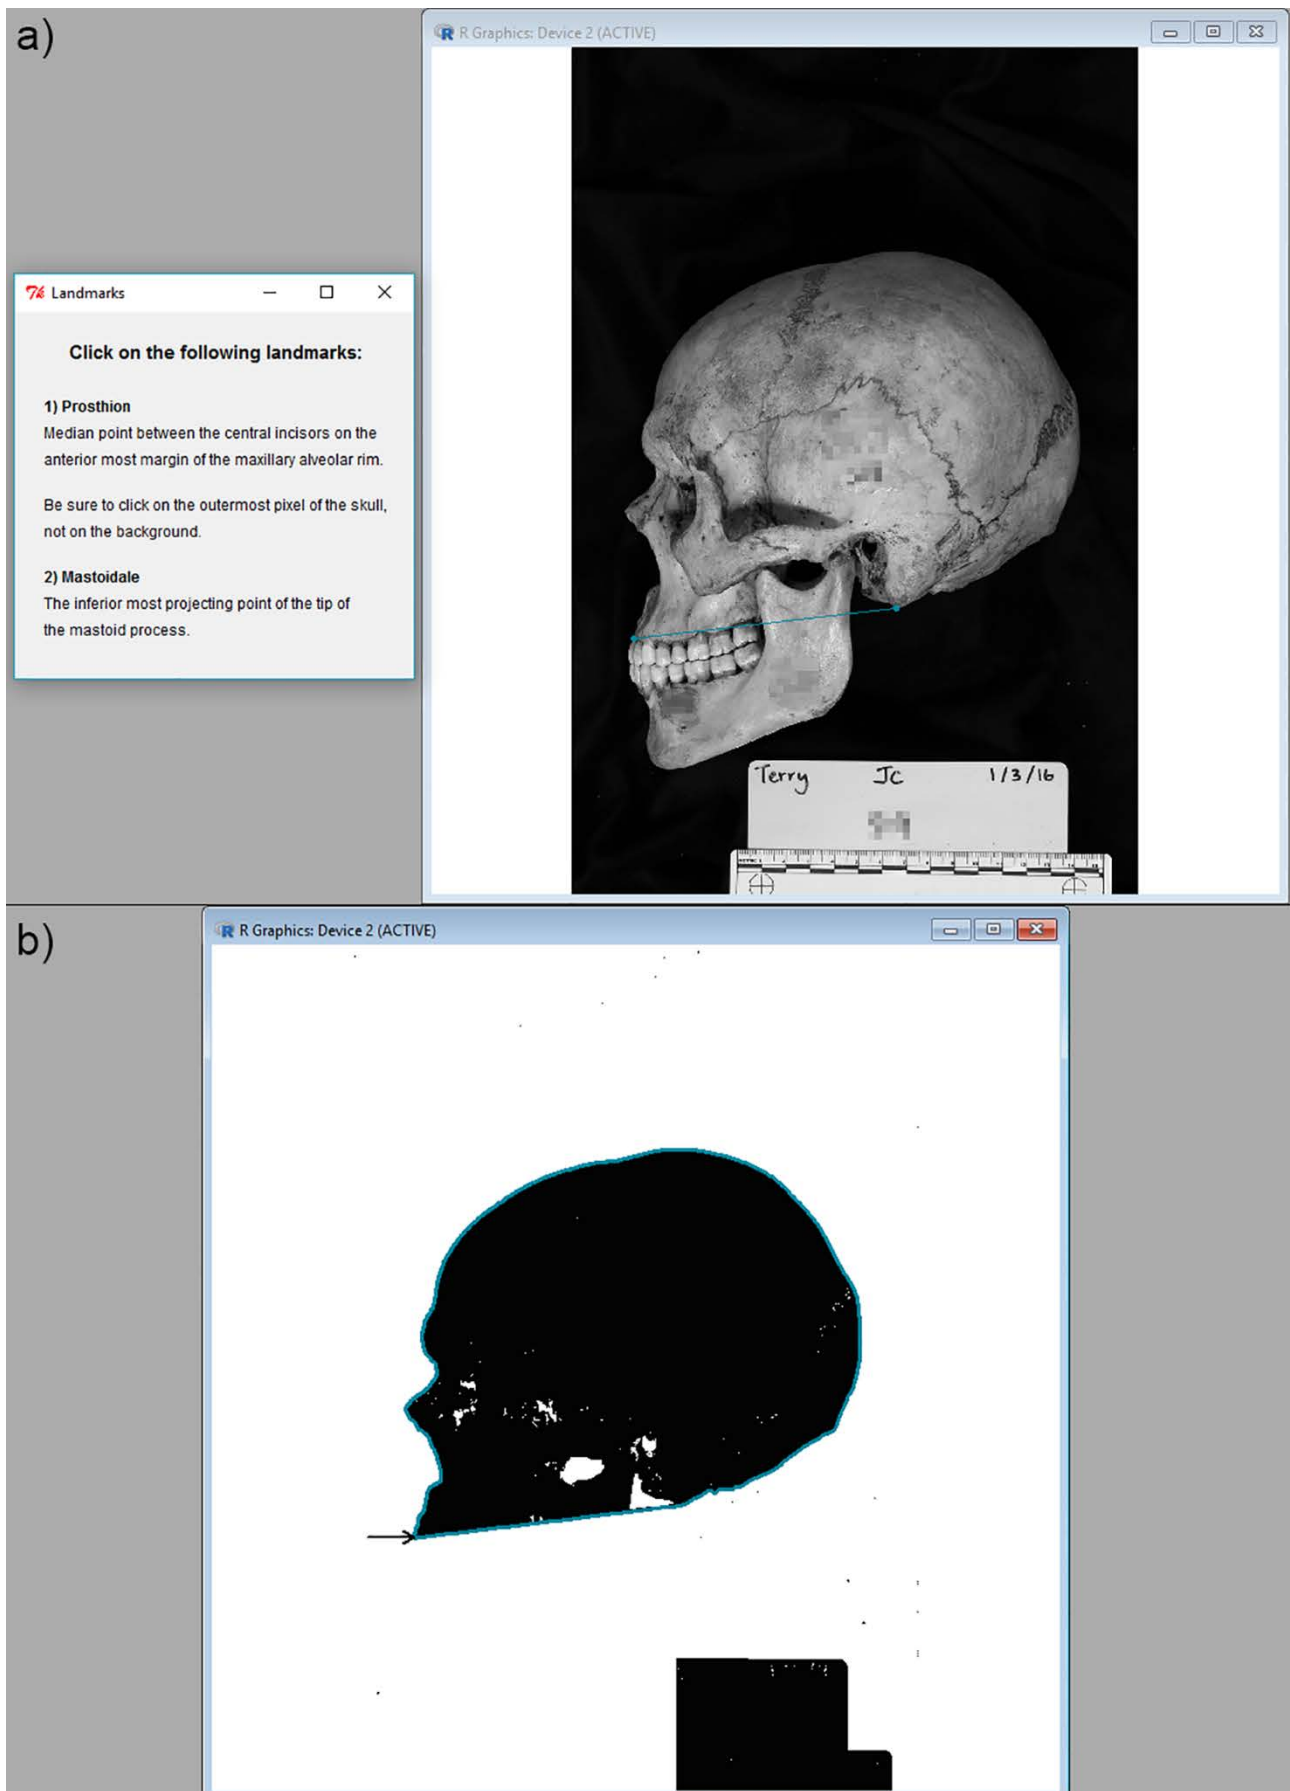 a)
R Graphics: Device 2 (ACTIVE)
Landmarks
Click on the following landmarks:
1) Prosthion
Median point between the central incisors on the
anterior most margin of the maxillary alveolar rim.
Be sure to click on the outermost pixel of the skull,
not on the background.
2) Mastoidale
The inferior most projecting point of the tip of
the mastoid process.
Terry JC 1/3/16
b)
R Graphics: Device 2 (ACTIVE)